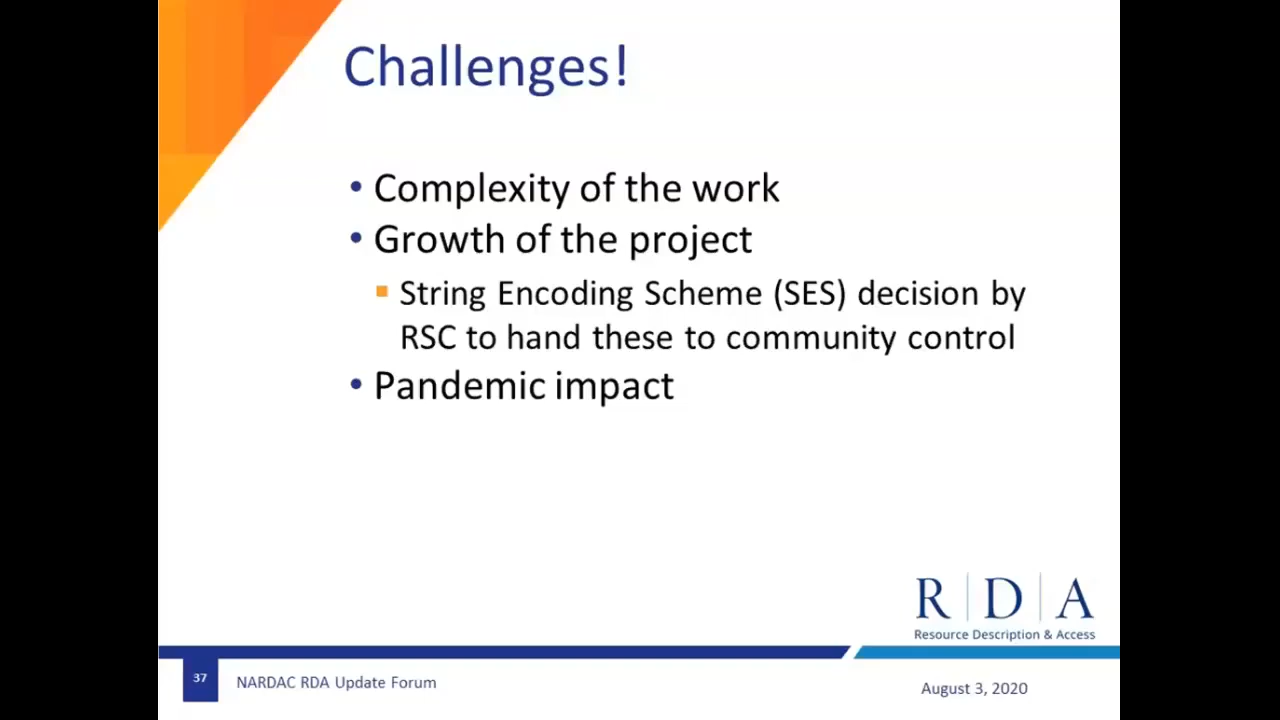 Challenges!
• Complexity of the work
• Growth of the project
▪ String Encoding Scheme (SES) decision by
RSC to hand these to community control
• Pandemic impact
R|D|A
Resource Description & Access
37
NARDAC RDA Update Forum
August 3, 2020